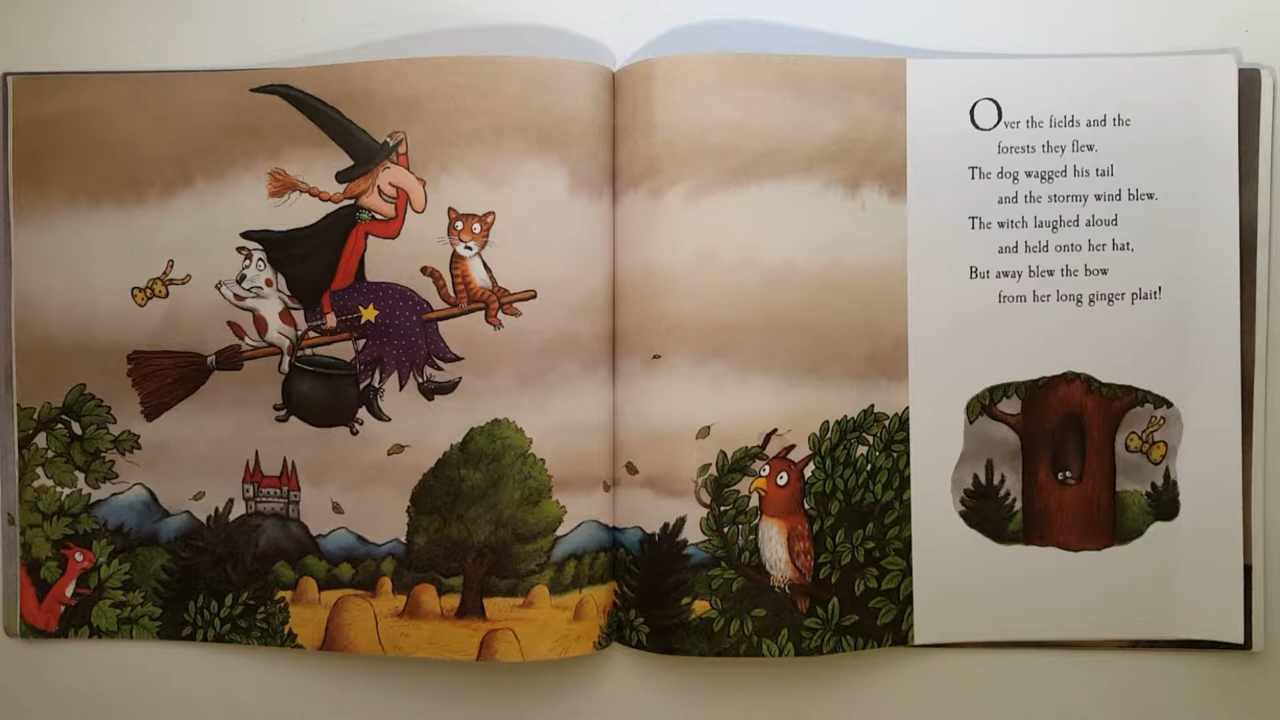 Over the fields and the
forests they flew.
The dog wagged his tail
and the stormy wind blew.
The witch laughed aloud
and held onto her hat,
But away blew the bow
from her long ginger plait!